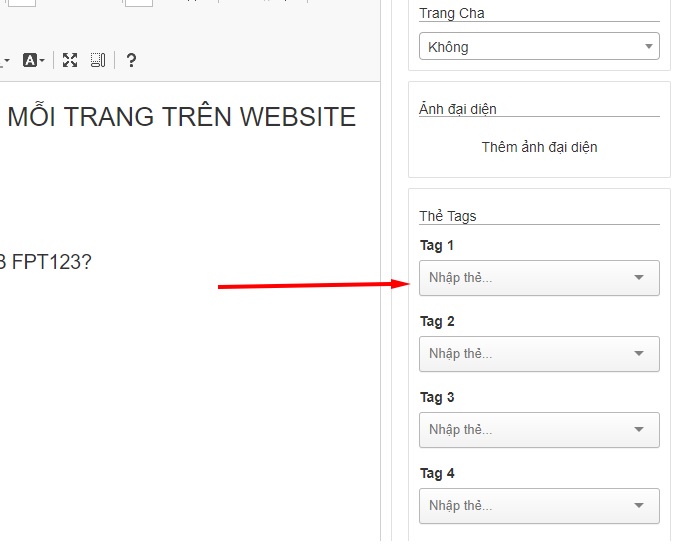 Trang Cha
Không
A
?
MỖI TRANG TRÊN WEBSITE
Ảnh đại diện
Thêm ảnh đại diện
FPT123?
Thẻ Tags
Tag 1
Nhập thẻ...
Tag 2
Nhập thẻ...
Tag 3
Nhập thẻ...
Tag 4
Nhập thẻ...